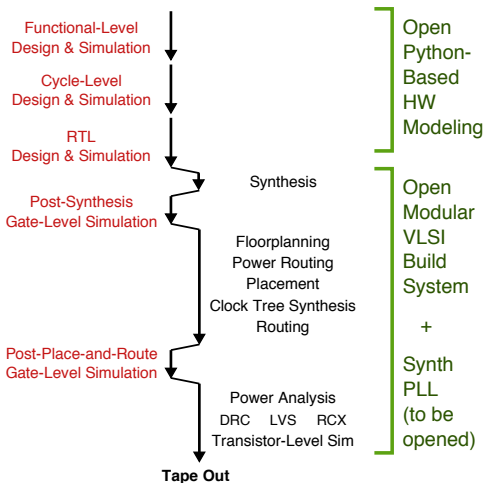 Functional-Level
Design & Simulation
Cycle-Level
Design & Simulation
RTL
Design & Simulation
Post-Synthesis
Gate-Level Simulation
Post-Place-and-Route
Gate-Level Simulation
Synthesis
Floorplanning
Power Routing
Placement
Clock Tree Synthesis
Routing
Power Analysis
DRC LVS RCX
Transistor-Level Sim
Tape Out
Open
Python-
Based
HW
Modeling
Open
Modular
VLSI
Build
System
+
Synth
PLL
(to be
opened)